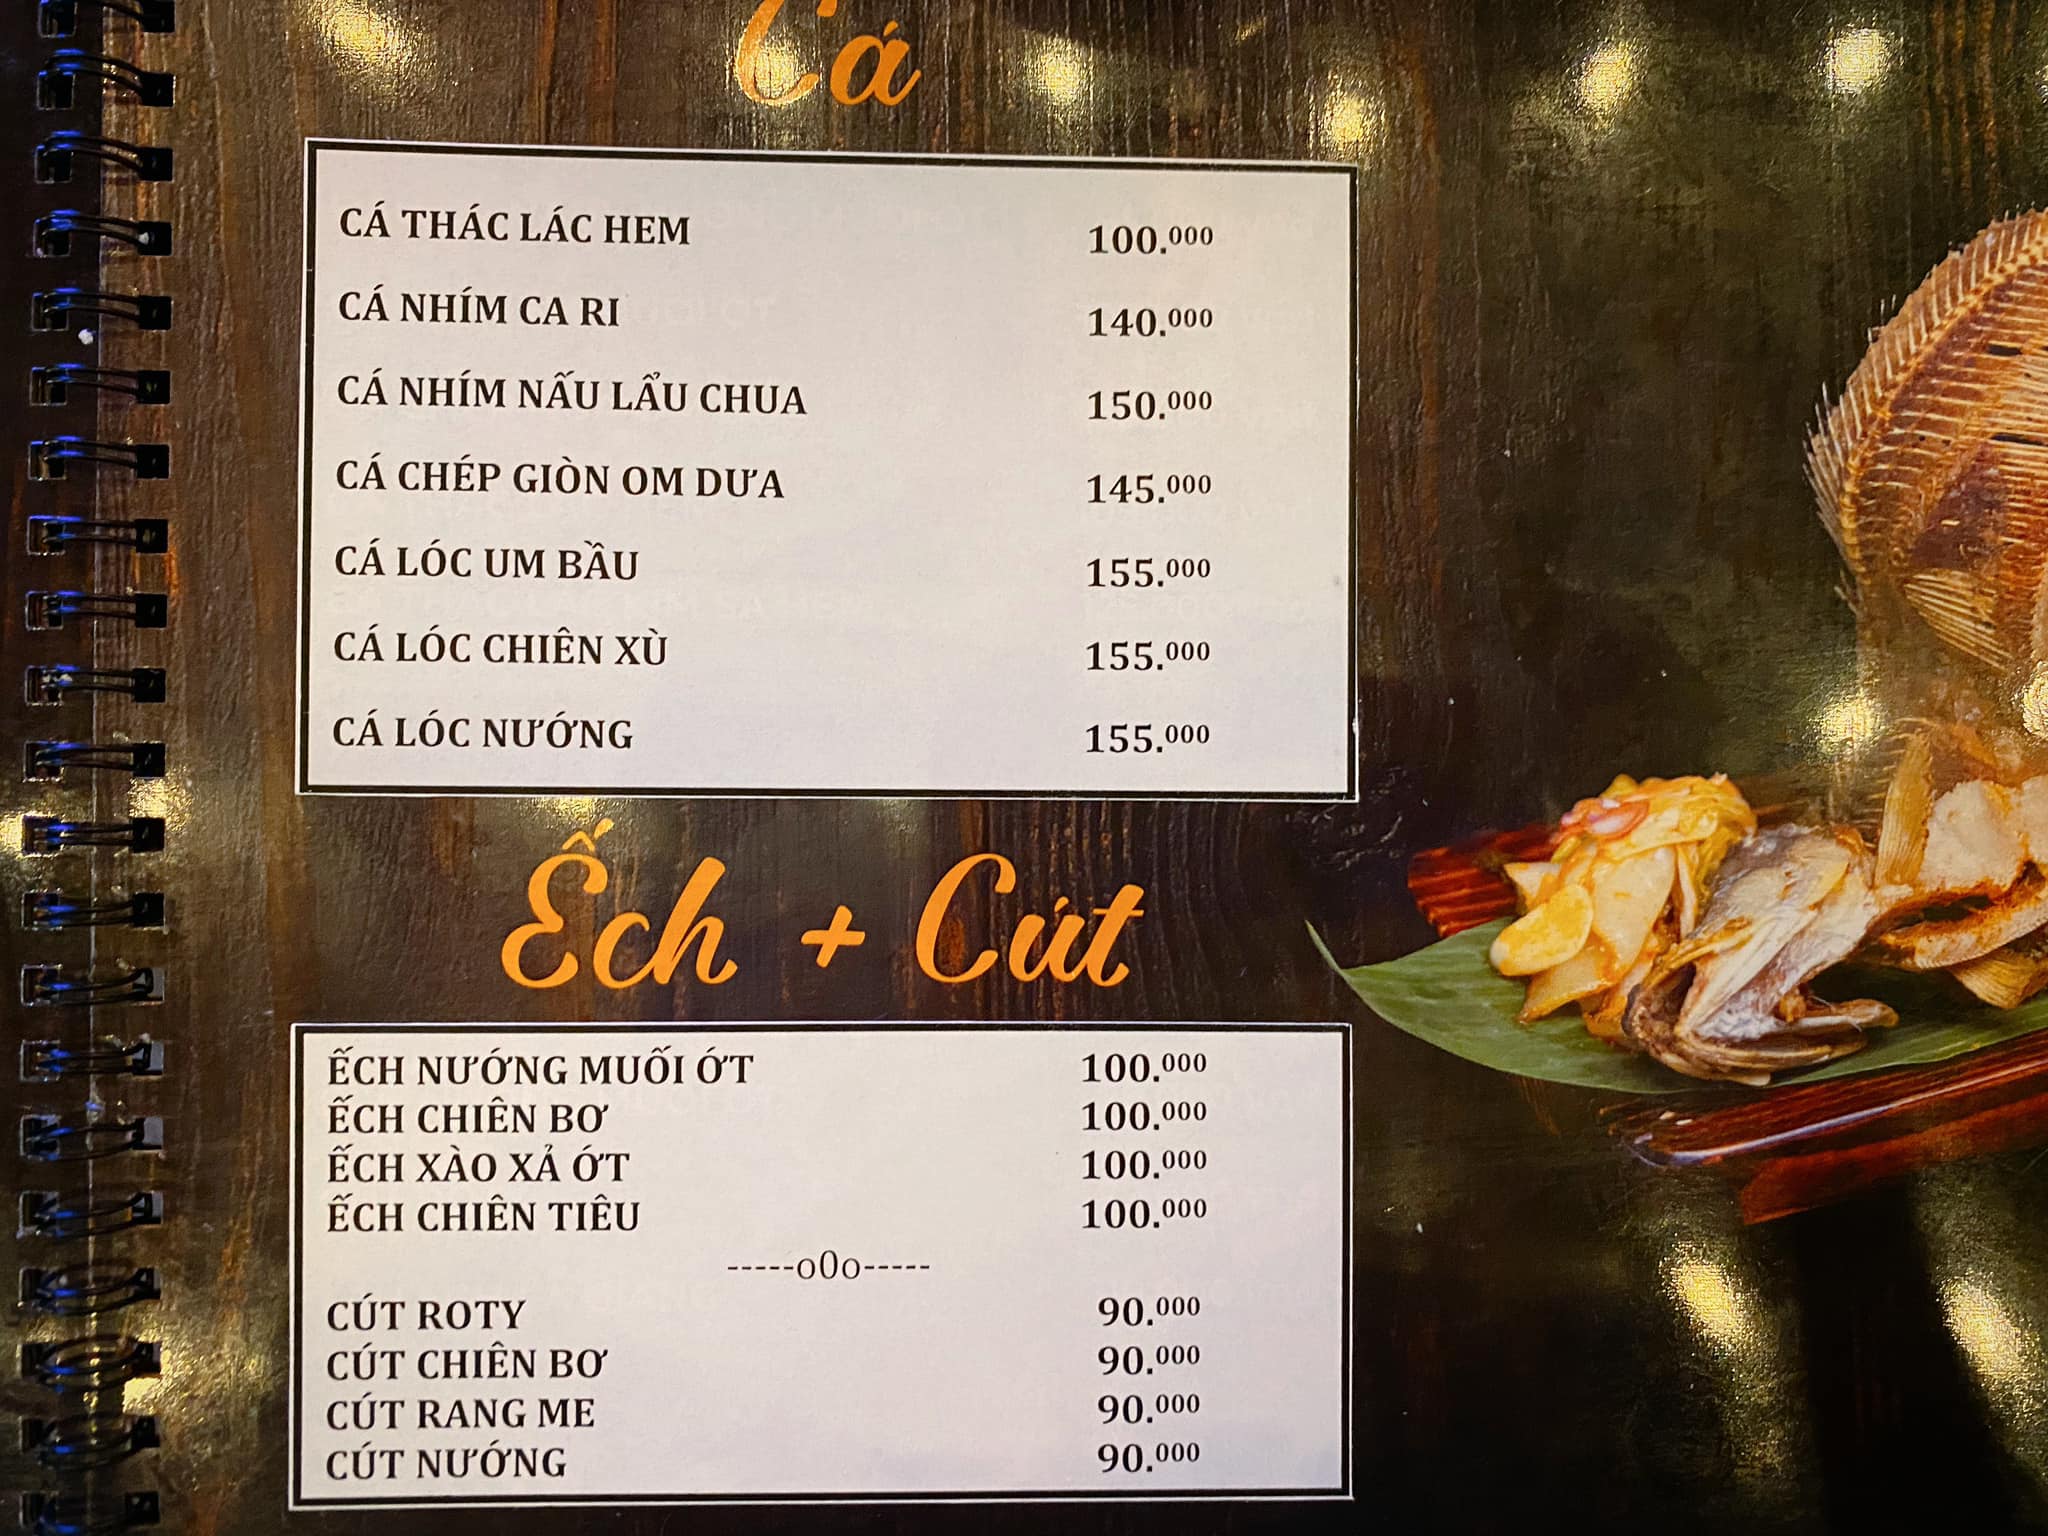 Cá
CÁ THÁC LÁC HEM 100.000
CÁ NHÍM CA RI 140.000
CÁ NHÍM NẤU LẨU CHUA 150.000
CÁ CHÉP GIÒN OM DƯA 145.000
CÁ LÓC UM BẦU 155.000
CÁ LÓC CHIÊN XÙ 155.000
CÁ LÓC NƯỚNG 155.000
Ếch + Cút
ẾCH NƯỚNG MUỐI ỚT 100.000
ẾCH CHIÊN BƠ 100.000
ẾCH XÀO XẢ ỚT 100.000
ẾCH CHIÊN TIÊU 100.000
-----o0o-----
CÚT ROTY 90.000
CÚT CHIÊN BƠ 90.000
CÚT RANG ME 90.000
CÚT NƯỚNG 90.000